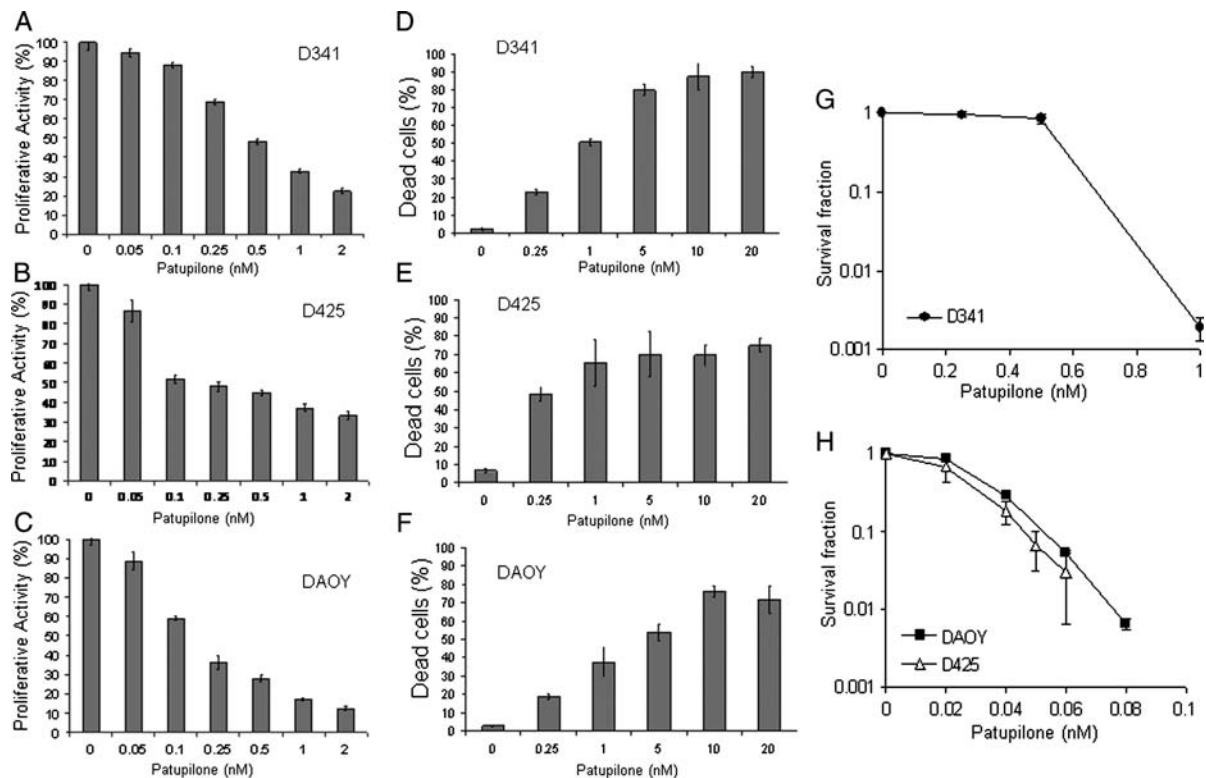 A
D341
Proliferative Activity (%)
100
90
80
70
60
50
40
30
20
10
0
0 0.05 0.1 0.25 0.5 1 2
Patupilone (nM)
B
D425
Proliferative Activity (%)
100
90
80
70
60
50
40
30
20
10
0
0 0.05 0.1 0.25 0.5 1 2
Patupilone (nM)
C
DAOY
Proliferative Activity (%)
100
90
80
70
60
50
40
30
20
10
0
0 0.05 0.1 0.25 0.5 1 2
Patupilone (nM)
D
D341
Dead cells (%)
100
90
80
70
60
50
40
30
20
10
0
0 0.25 1 5 10 20
Patupilone (nM)
E
D425
Dead cells (%)
100
90
80
70
60
50
40
30
20
10
0
0 0.25 1 5 10 20
Patupilone (nM)
F
DAOY
Dead cells (%)
100
90
80
70
60
50
40
30
20
10
0
0 0.25 1 5 10 20
Patupilone (nM)
G
Survival fraction
1
0.1
0.01
0.001
D341
0 0.2 0.4 0.6 0.8 1
Patupilone (nM)
H
Survival fraction
1
0.1
0.01
0.001
DAOY
D425
0 0.02 0.04 0.06 0.08 0.1
Patupilone (nM)